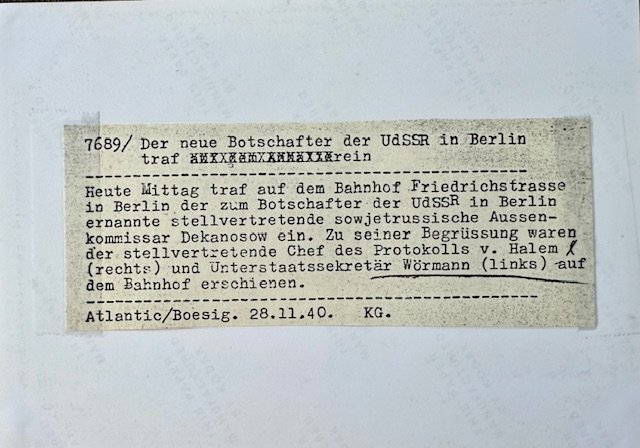 7689/ Der neue Botschafter der UdSSR in Berlin
traf rein
Heute Mittag traf auf dem Bahnhof Friedrichstrasse
in Berlin der zum Botschafter der UdSSR in Berlin
ernannte stellvertretende sowjetrussische Aussen-
kommissar Dekanosow ein. Zu seiner Begrüssung waren
der stellvertretende Chef des Protokolls v. Halem
(rechts) und Unterstaatssekretär Wörmann (links) auf
dem Bahnhof erschienen.
Atlantic/Boesig. 28.11.40. KG.